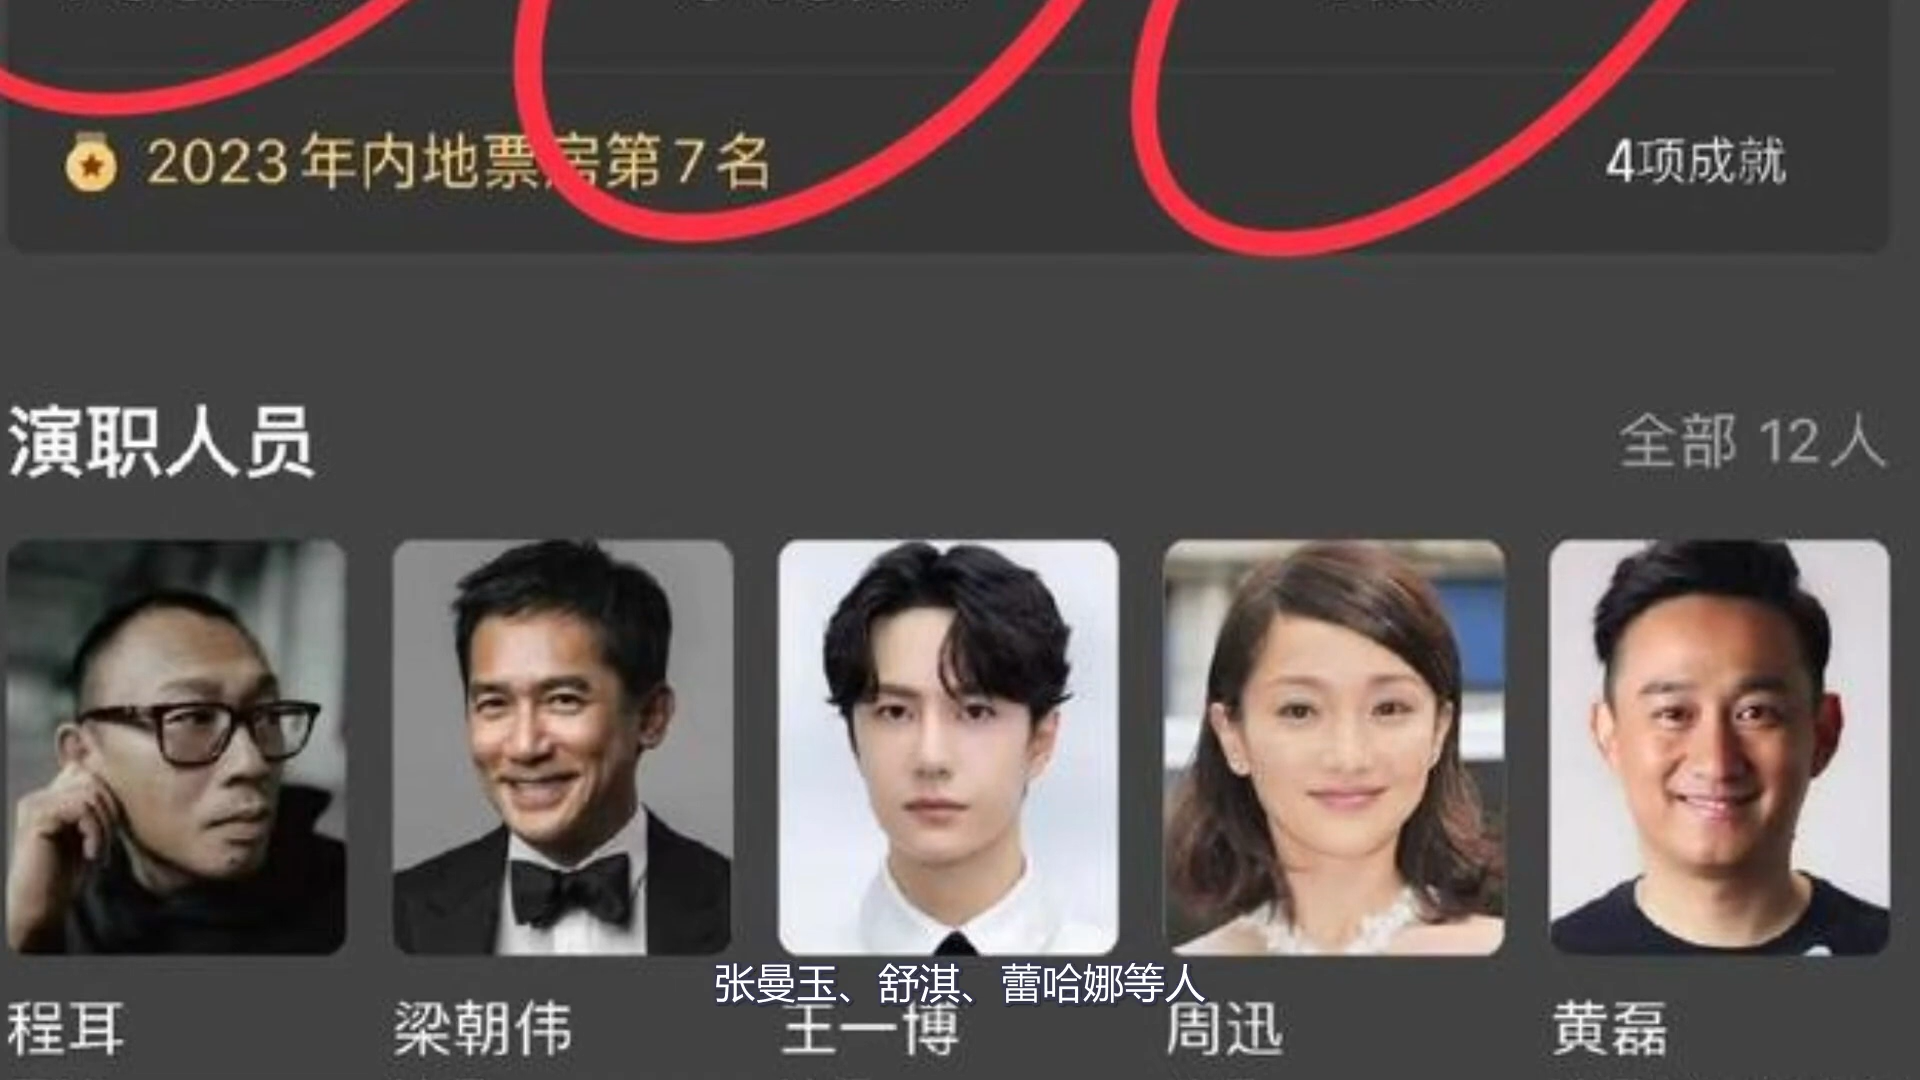 2023年内地票房第7名
4项成就
演职人员
全部 12人
张曼玉、舒淇、蕾哈娜等人
程耳
梁朝伟
王一博
周迅
黄磊